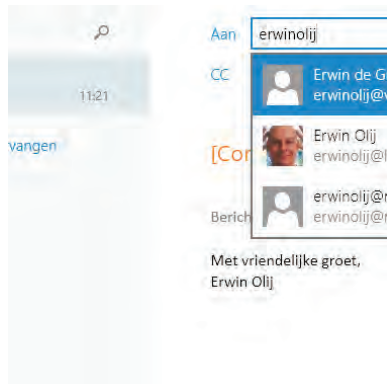 Aan erwinolij
11:21
CC Erwin de G
erwinolij@v
vangen
Erwin Olij
[Con erwinolij@l
erwinolij@r
Berich erwinolij@r
Met vriendelijke groet,
Erwin Olij